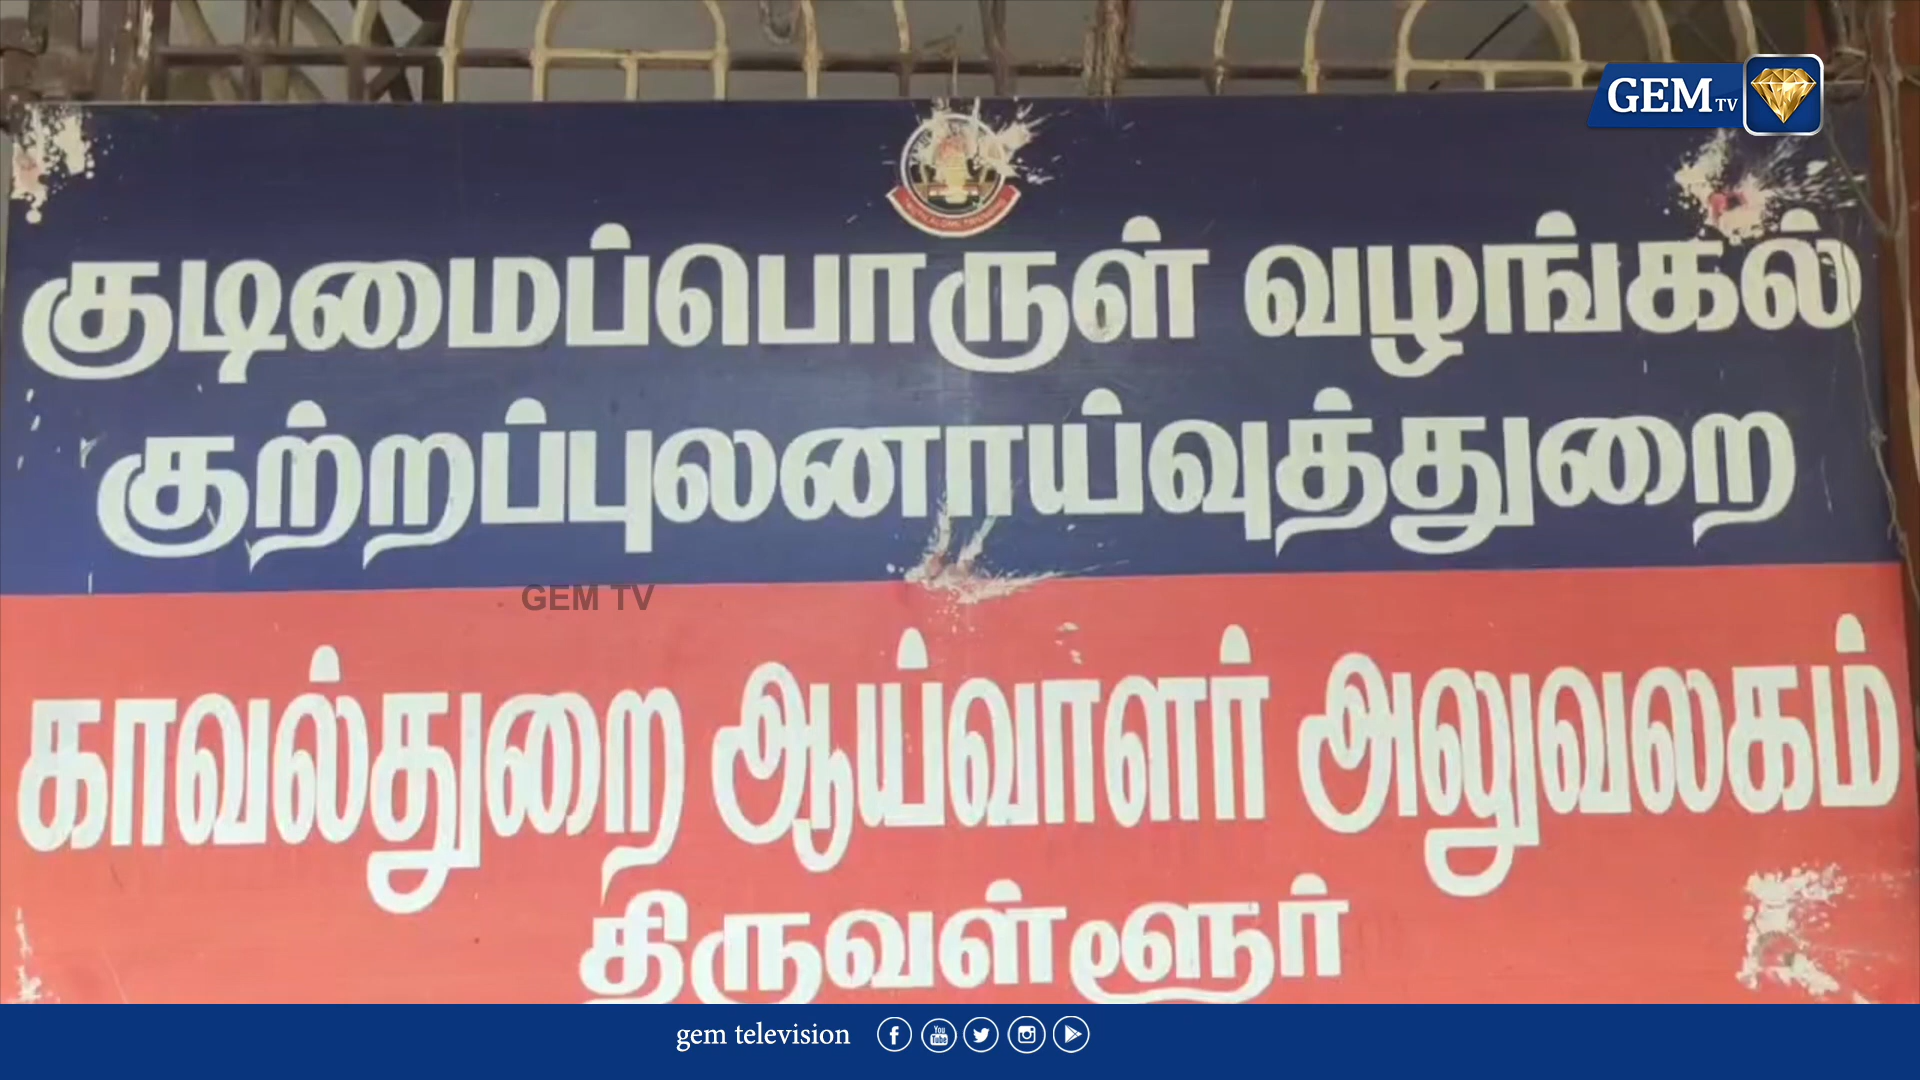 GEM TV
குடிமைப்பொருள் வழங்கல்
குற்றப்புலனாய்வுத்துறை
GEM TV
காவல்துறை ஆய்வாளர் அலுவலகம்
திருவள்ளூர்
gem television